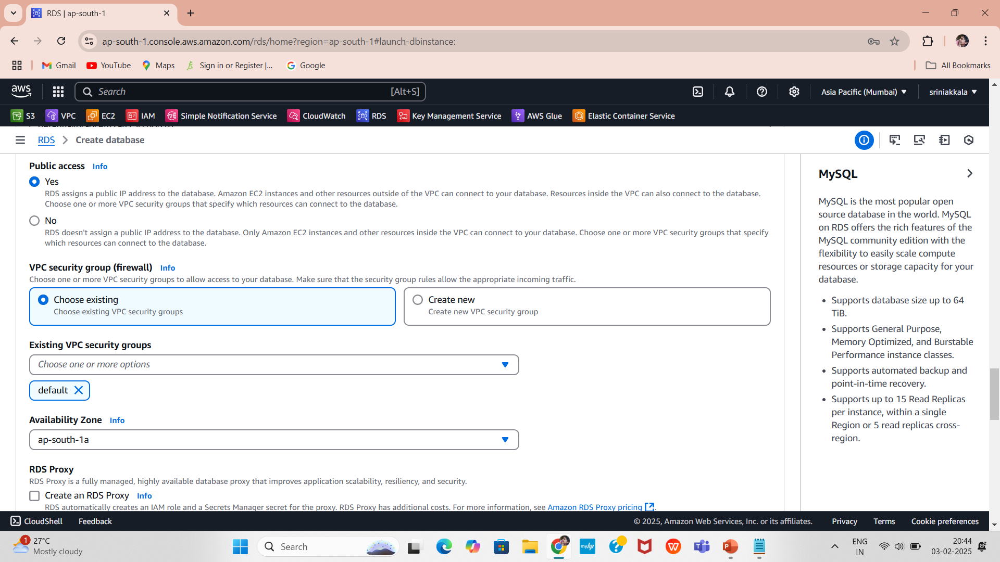 RDS | ap-south-1
ap-south-1.console.aws.amazon.com/rds/home?region=ap-south-1#launch-dbinstance:
Gmail
YouTube
Maps
Sign in or Register |...
Google
All Bookmarks
aws
Search
[Alt+S]
Asia Pacific (Mumbai)
sriniakkala
S3
VPC
EC2
IAM
Simple Notification Service
CloudWatch
RDS
Key Management Service
AWS Glue
Elastic Container Service
RDS
Create database
Public access Info
Yes
RDS assigns a public IP address to the database. Amazon EC2 instances and other resources outside of the VPC can connect to your database. Resources inside the VPC can also connect to the database.
Choose one or more VPC security groups that specify which resources can connect to the database.
No
RDS doesn't assign a public IP address to the database. Only Amazon EC2 instances and other resources inside the VPC can connect to your database. Choose one or more VPC security groups that specify
which resources can connect to the database.
VPC security group (firewall) Info
Choose one or more VPC security groups to allow access to your database. Make sure that the security group rules allow the appropriate incoming traffic.
Choose existing
Choose existing VPC security groups
Create new
Create new VPC security group
Existing VPC security groups
Choose one or more options
default
Availability Zone Info
ap-south-1a
RDS Proxy
RDS Proxy is a fully managed, highly available database proxy that improves application scalability, resiliency, and security.
Create an RDS Proxy Info
RDS automatically creates an IAM role and a Secrets Manager secret for the proxy. RDS Proxy has additional costs. For more information, see Amazon RDS Proxy pricing.
MySQL
MySQL is the most popular open
source database in the world. MySQL
on RDS offers the rich features of the
MySQL community edition with the
flexibility to easily scale compute
resources or storage capacity for your
database.
• Supports database size up to 64
TiB.
• Supports General Purpose,
Memory Optimized, and Burstable
Performance instance classes.
• Supports automated backup and
point-in-time recovery.
• Supports up to 15 Read Replicas
per instance, within a single
Region or 5 read replicas cross-
region.
CloudShell
Feedback
© 2025, Amazon Web Services, Inc. or its affiliates.
Privacy
Terms
Cookie preferences
1
27°C
Mostly cloudy
Search
myhp
ENG
IN
20:44
03-02-2025